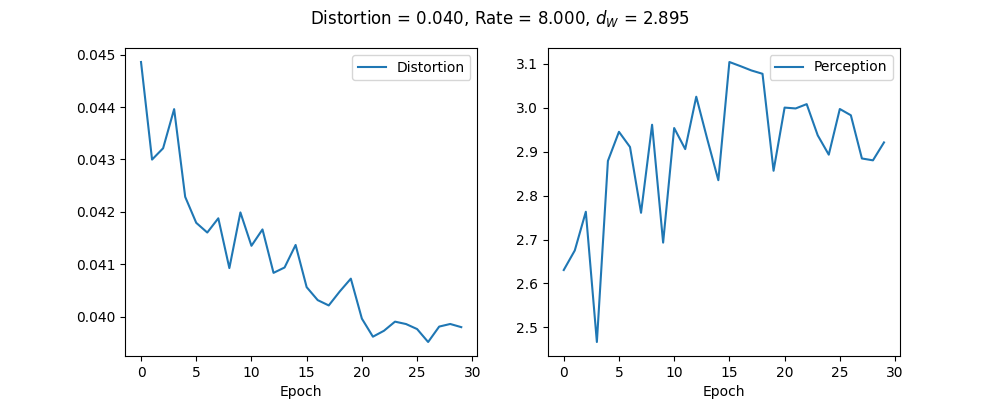 Distortion = 0.040, Rate = 8.000, d_W = 2.895
0.045
0.044
0.043
0.042
0.041
0.040
Distortion
0 5 10 15 20 25 30
Epoch
3.1
3.0
2.9
2.8
2.7
2.6
2.5
Perception
0 5 10 15 20 25 30
Epoch